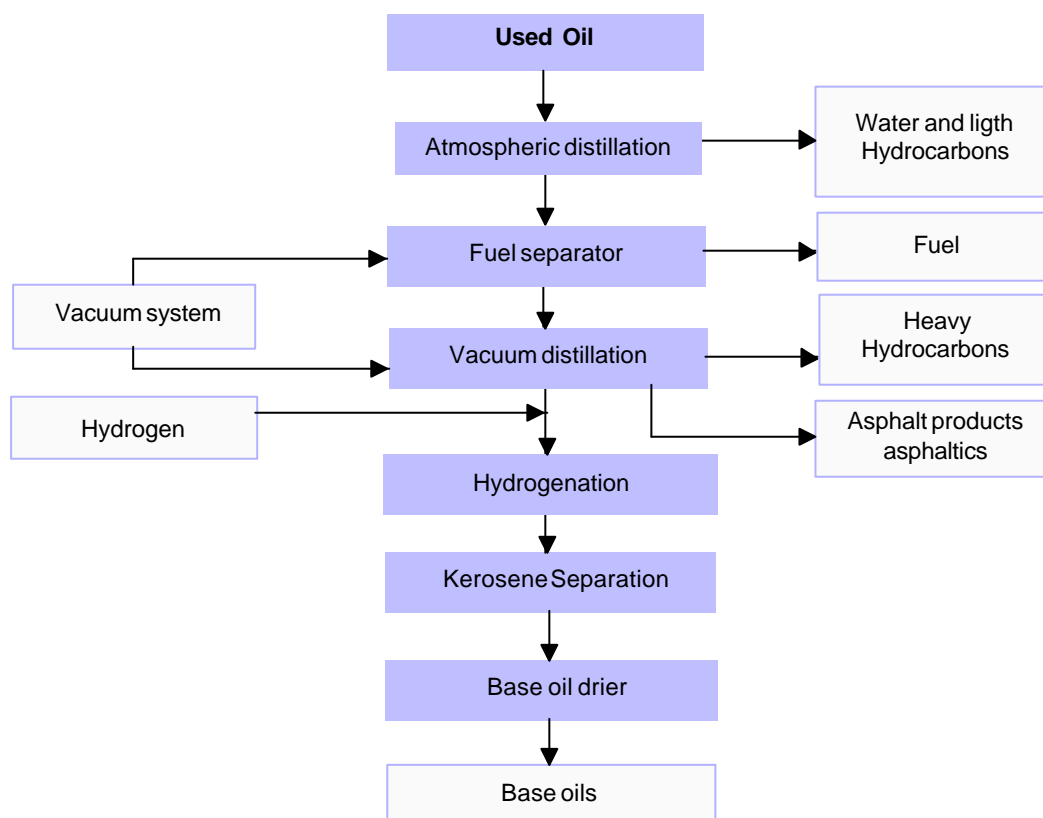 Used Oil
Atmospheric distillation
Water and ligth
Hydrocarbons
Fuel separator
Fuel
Vacuum system
Vacuum distillation
Heavy
Hydrocarbons
Hydrogen
Asphalt products
asphaltics
Hydrogenation
Kerosene Separation
Base oil drier
Base oils